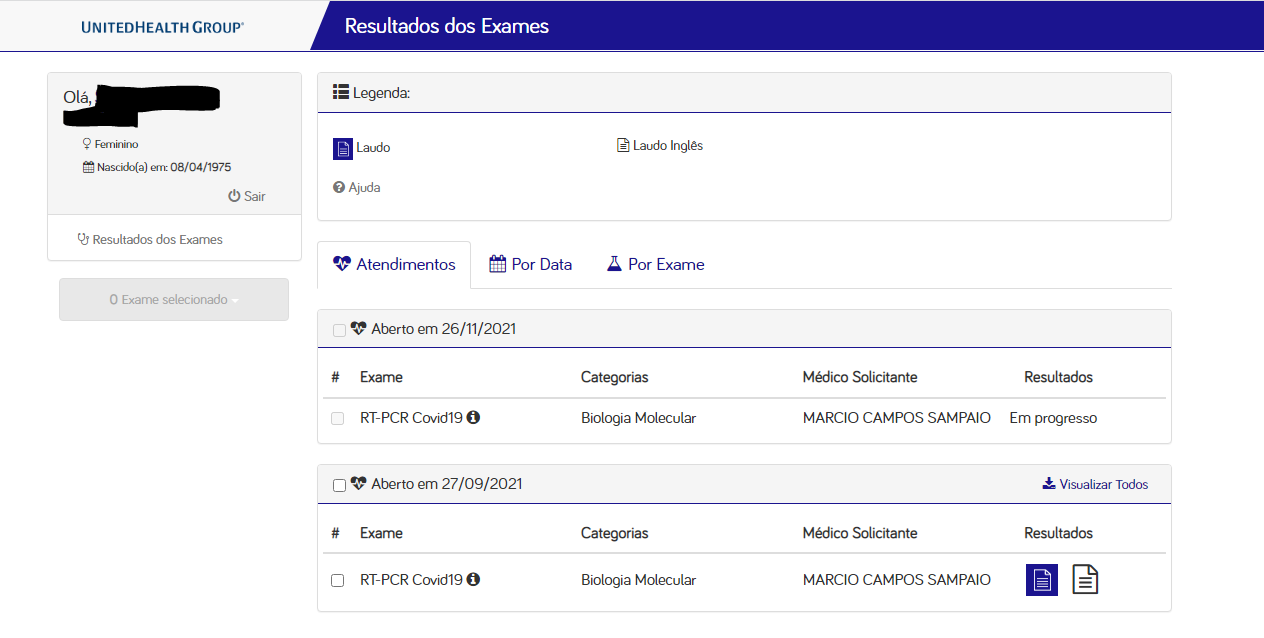 UNITEDHEALTH GROUP®
Resultados dos Exames
Olá,
Feminino
Nascido(a) em: 08/04/1975
Sair
Resultados dos Exames
0 Exame selecionado
Legenda:
Laudo
Laudo Inglês
Ajuda
Atendimentos Por Data Por Exame
Aberto em 26/11/2021
# Exame Categorias Médico Solicitante Resultados
RT-PCR Covid19 Biologia Molecular MARCIO CAMPOS SAMPAIO Em progresso
Aberto em 27/09/2021 Visualizar Todos
# Exame Categorias Médico Solicitante Resultados
RT-PCR Covid19 Biologia Molecular MARCIO CAMPOS SAMPAIO